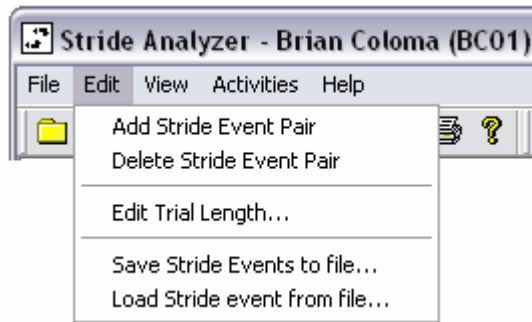 Stride Analyzer - Brian Coloma (BC01)
File Edit View Activities Help
Add Stride Event Pair
Delete Stride Event Pair
Edit Trial Length...
Save Stride Events to file...
Load Stride event from file...